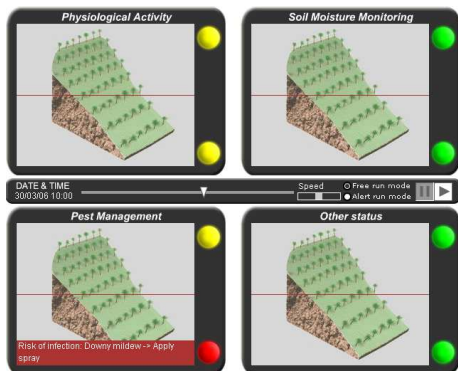 Physiological Activity
Soil Moisture Monitoring
DATE & TIME
30/03/06 10:00
Speed
Free run mode
Alert run mode
Pest Management
Other status
Risk of infection: Downy mildew -> Apply
spray